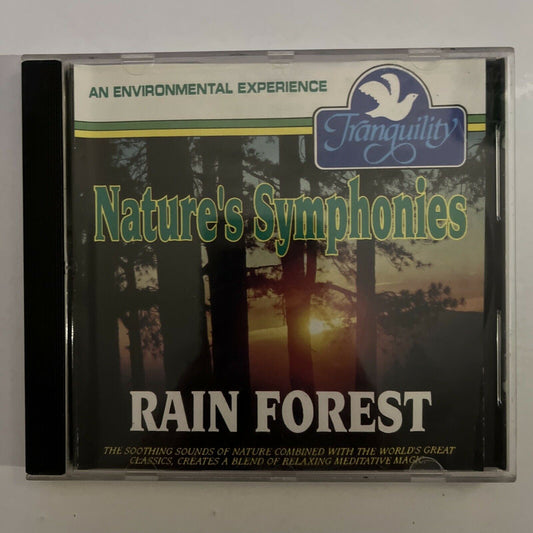 AN ENVIRONMENTAL EXPERIENCE
Tranquility
Nature's Symphonies
RAIN FOREST
THE SOOTHING SOUNDS OF NATURE COMBINED WITH THE WORLD'S GREAT
CLASSICS, CREATES A BLEND OF RELAXING MEDITATIVE MAGIC